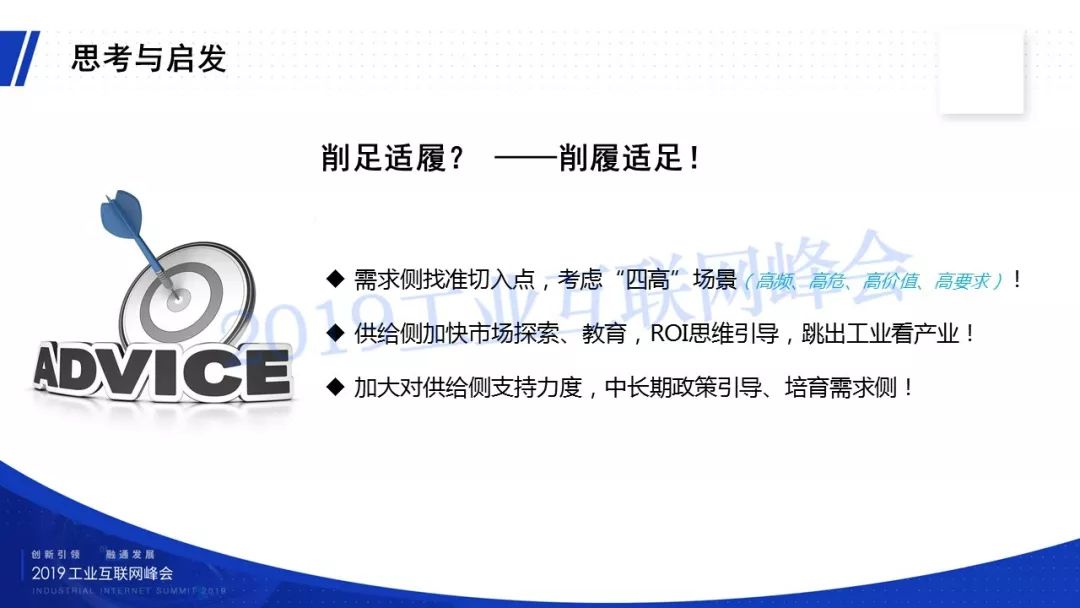 思考与启发
削足适履？ ——削履适足！
◆ 需求侧找准切入点，考虑“四高”场景（高频、高危、高价值、高要求）！
◆ 供给侧加快市场探索、教育，ROI思维引导，跳出工业看产业！
◆ 加大对供给侧支持力度，中长期政策引导、培育需求侧！
ADVICE
2019工业互联网峰会
创新引领 融通发展
2019工业互联网峰会
INDUSTRIAL INTERNET SUMMIT 2019